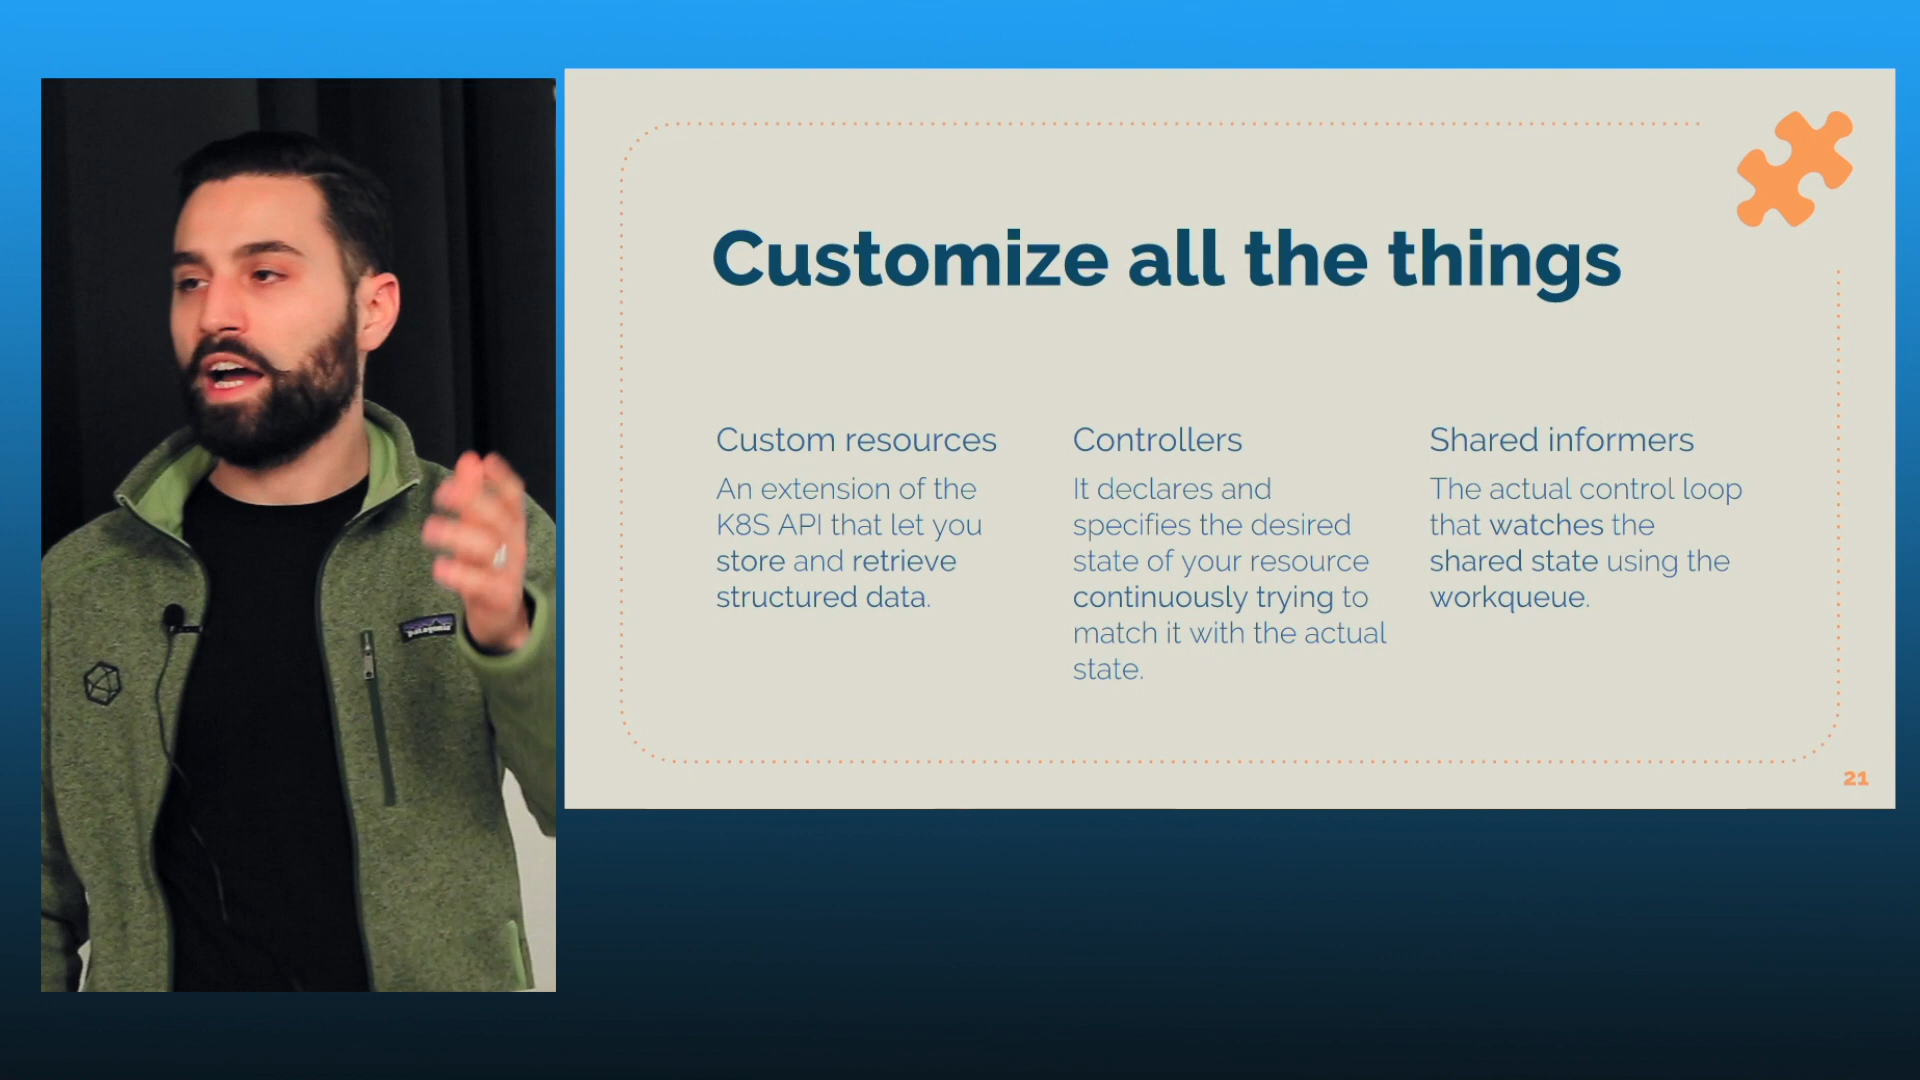 Customize all the things
Custom resources
An extension of the
K8S API that let you
store and retrieve
structured data.
Controllers
It declares and
specifies the desired
state of your resource
continuously trying to
match it with the actual
state.
Shared informers
The actual control loop
that watches the
shared state using the
workqueue.
21
patagonia